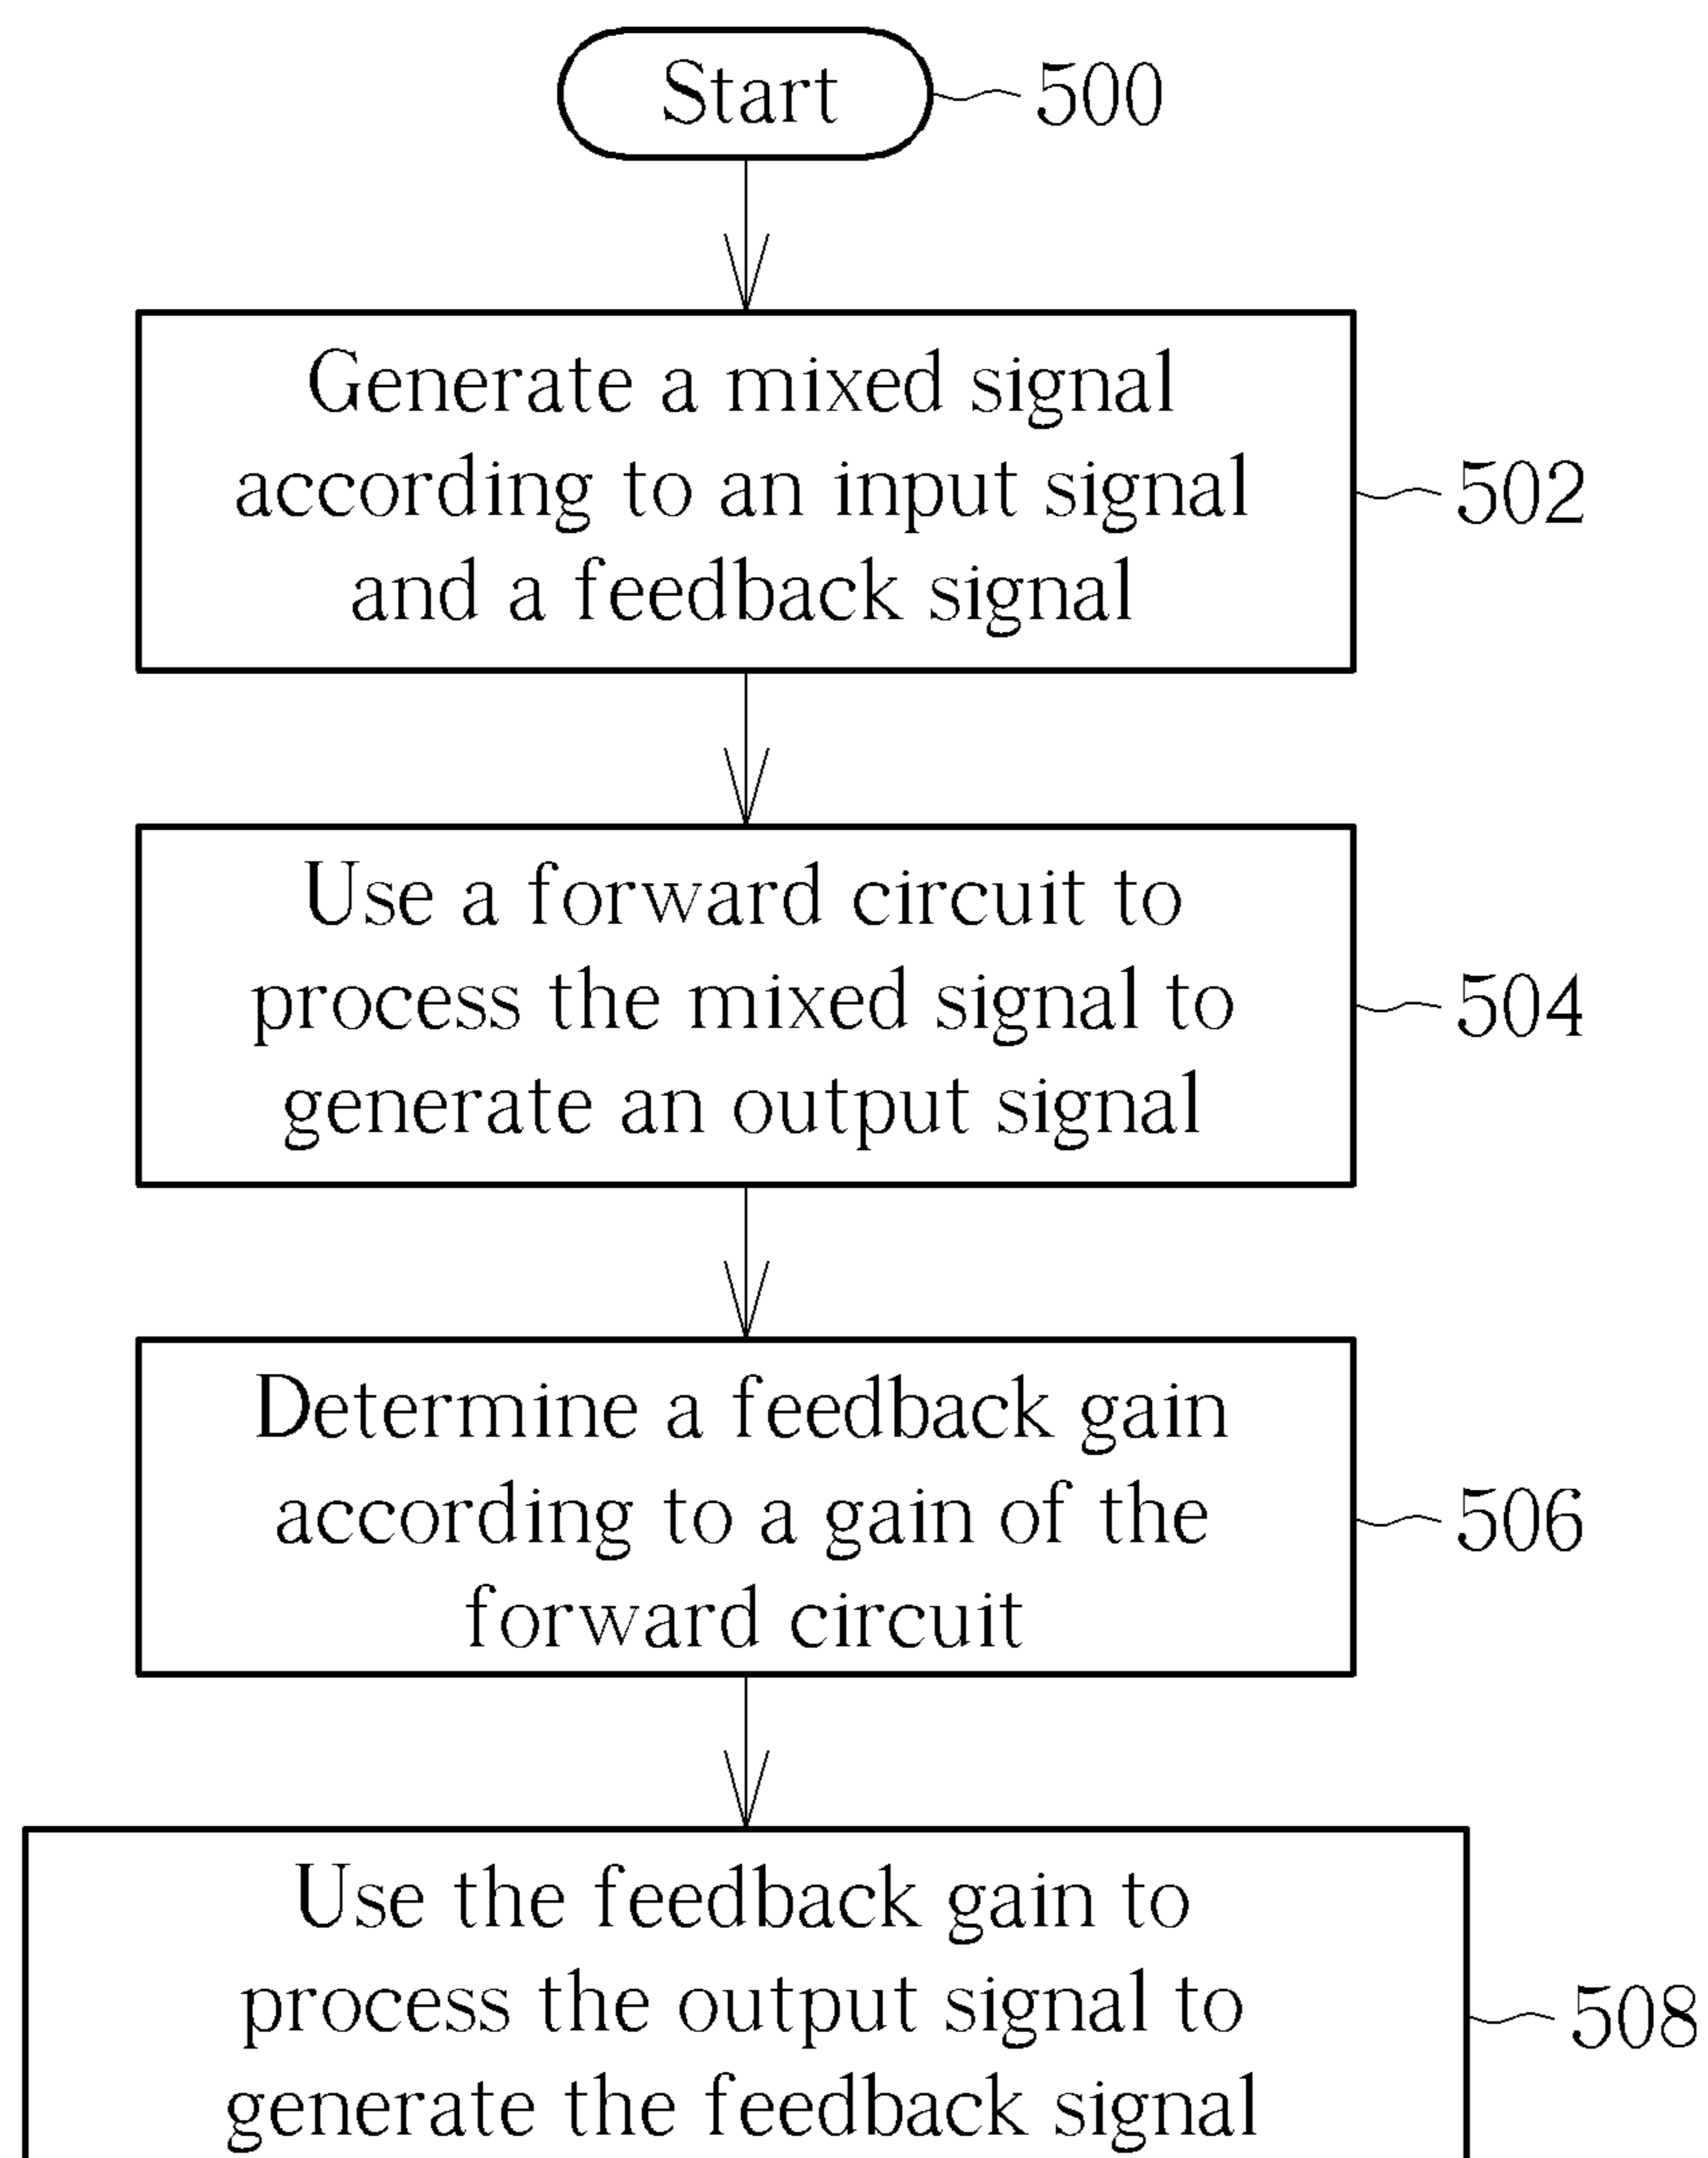 Start
500
Generate a mixed signal
according to an input signal
and a feedback signal
502
Use a forward circuit to
process the mixed signal to
generate an output signal
504
Determine a feedback gain
according to a gain of the
forward circuit
506
Use the feedback gain to
process the output signal to
generate the feedback signal
508